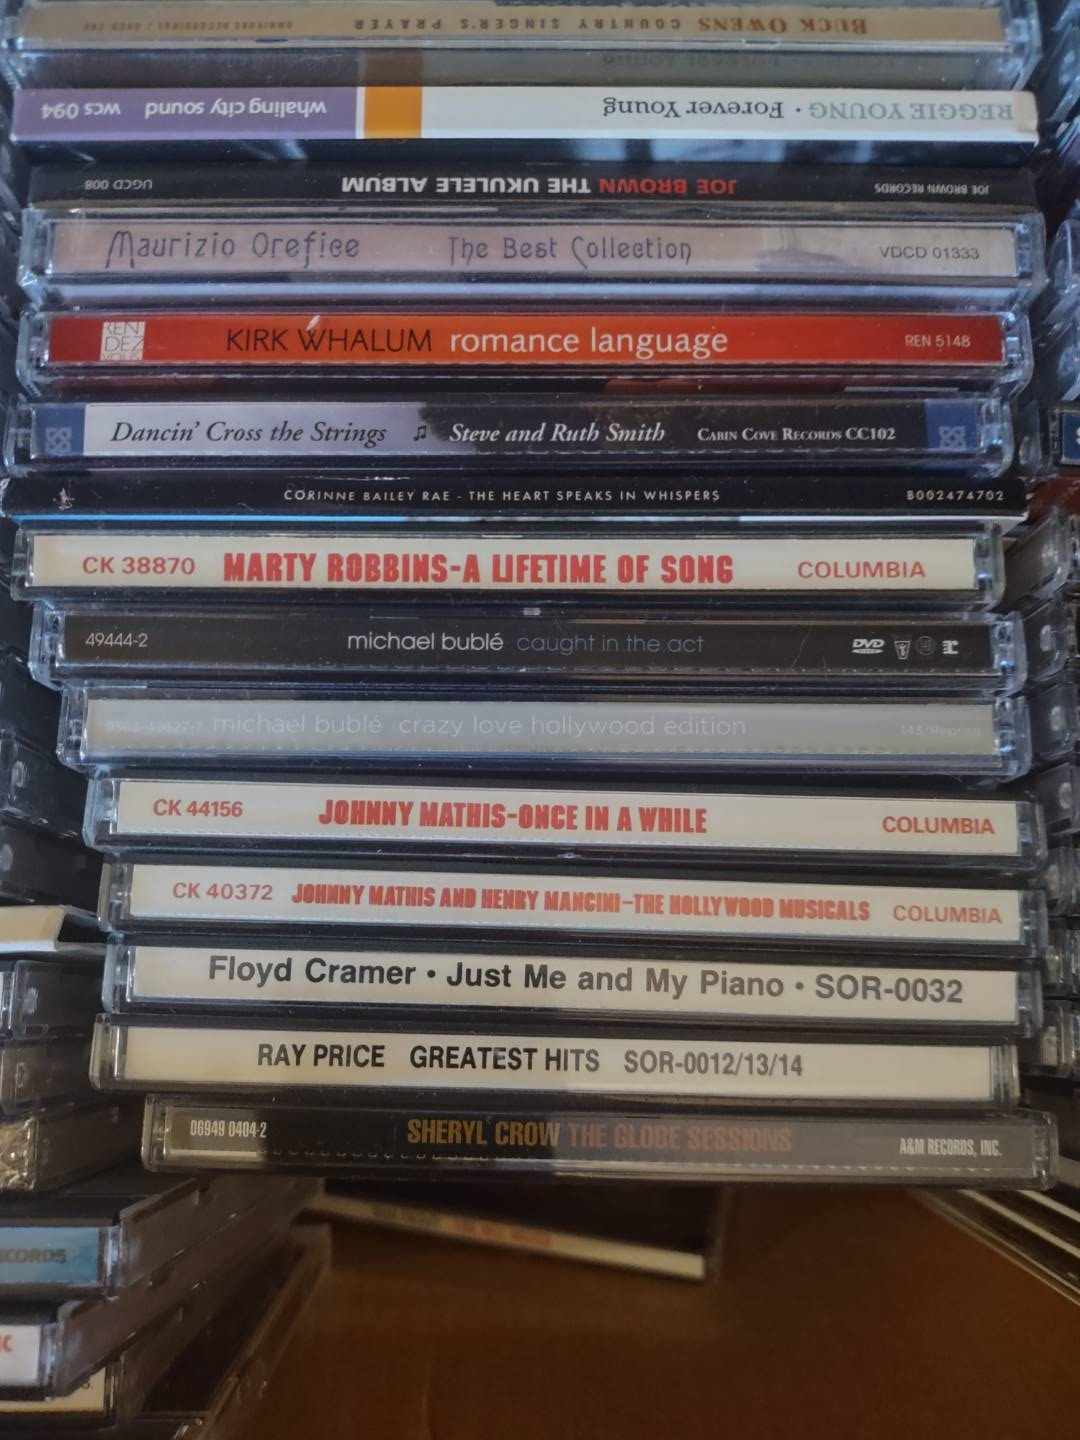 BUCK OWENS COUNTRY SINGER'S PRAYER
REGGIE YOUNG · Forever Young whaling city sound wcs 094
JOE BROWN RECORDS JOE BROWN THE UKULELE ALBUM UGCD 008
Maurizio Orefice The Best Collection VDCD 01333
REN DEZ VOUS KIRK WHALUM romance language REN 5148
Dancin' Cross the Strings ♫ Steve and Ruth Smith CABIN COVE RECORDS CC102
CORINNE BAILEY RAE - THE HEART SPEAKS IN WHISPERS B002474702
CK 38870 MARTY ROBBINS-A LIFETIME OF SONG COLUMBIA
49444-2 michael bublé caught in the act DVD
michael bublé crazy love hollywood edition 143/Reprise
CK 44156 JOHNNY MATHIS-ONCE IN A WHILE COLUMBIA
CK 40372 JOHNNY MATHIS AND HENRY MANCINI-THE HOLLYWOOD MUSICALS COLUMBIA
Floyd Cramer · Just Me and My Piano · SOR-0032
RAY PRICE GREATEST HITS SOR-0012/13/14
06949 0404-2 SHERYL CROW THE GLOBE SESSIONS A&M RECORDS, INC.